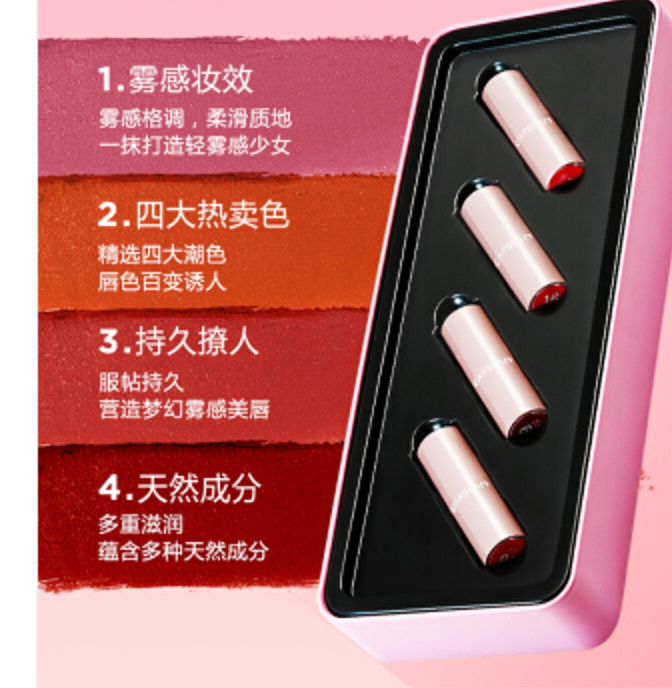 1.雾感妆效
雾感格调，柔滑质地
一抹打造轻雾感少女
2.四大热卖色
精选四大潮色
唇色百变诱人
3.持久撩人
服帖持久
营造梦幻雾感美唇
4.天然成分
多重滋润
蕴含多种天然成分